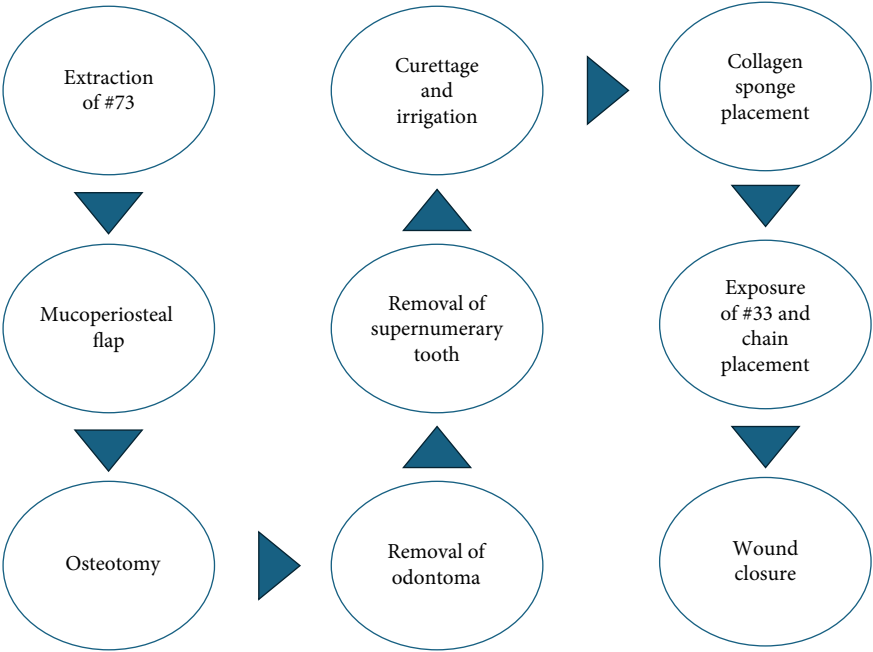 Extraction
of #73
Mucoperiosteal
flap
Osteotomy
Removal of
odontoma
Removal of
supernumerary
tooth
Curettage
and
irrigation
Collagen
sponge
placement
Exposure
of #33 and
chain
placement
Wound
closure